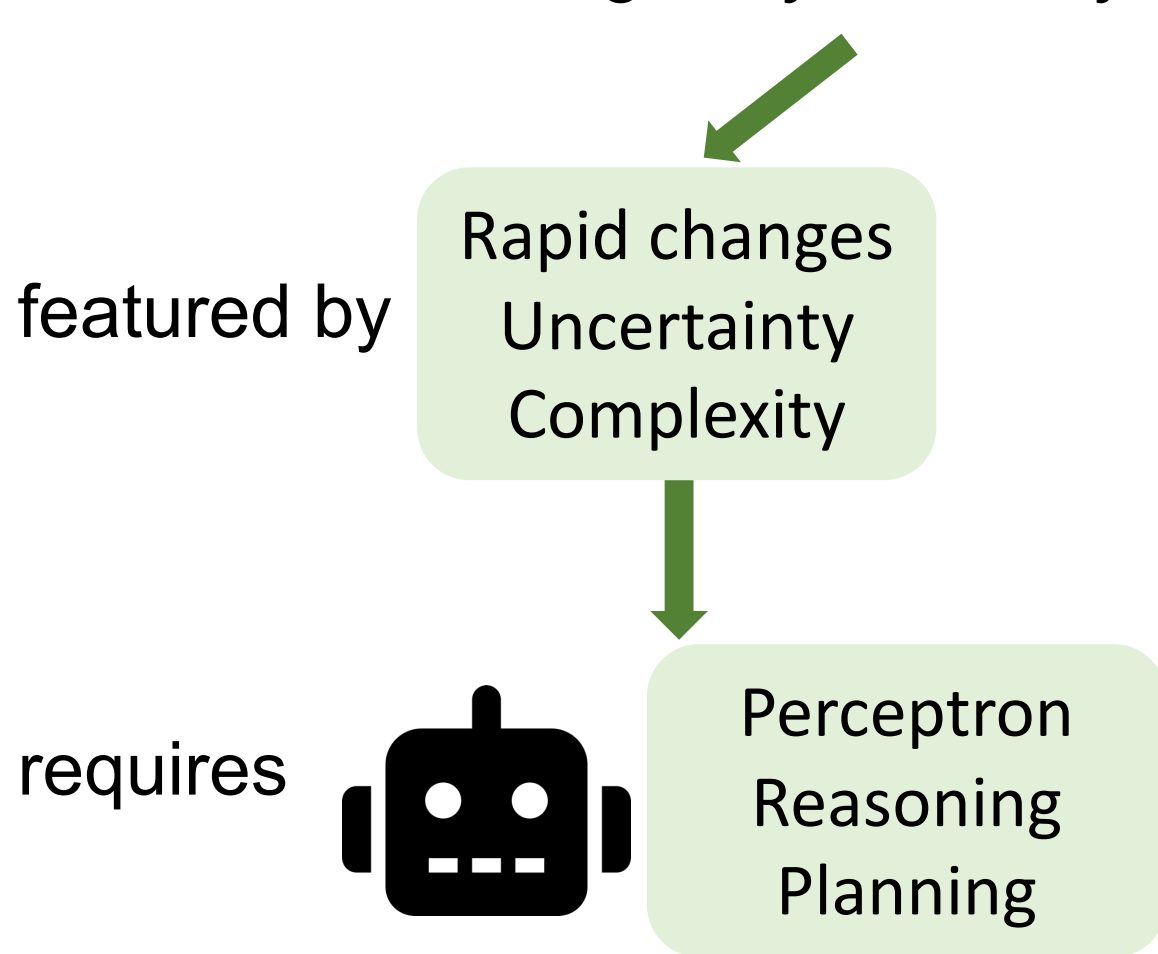 featured by
Rapid changes
Uncertainty
Complexity
requires
Perceptron
Reasoning
Planning